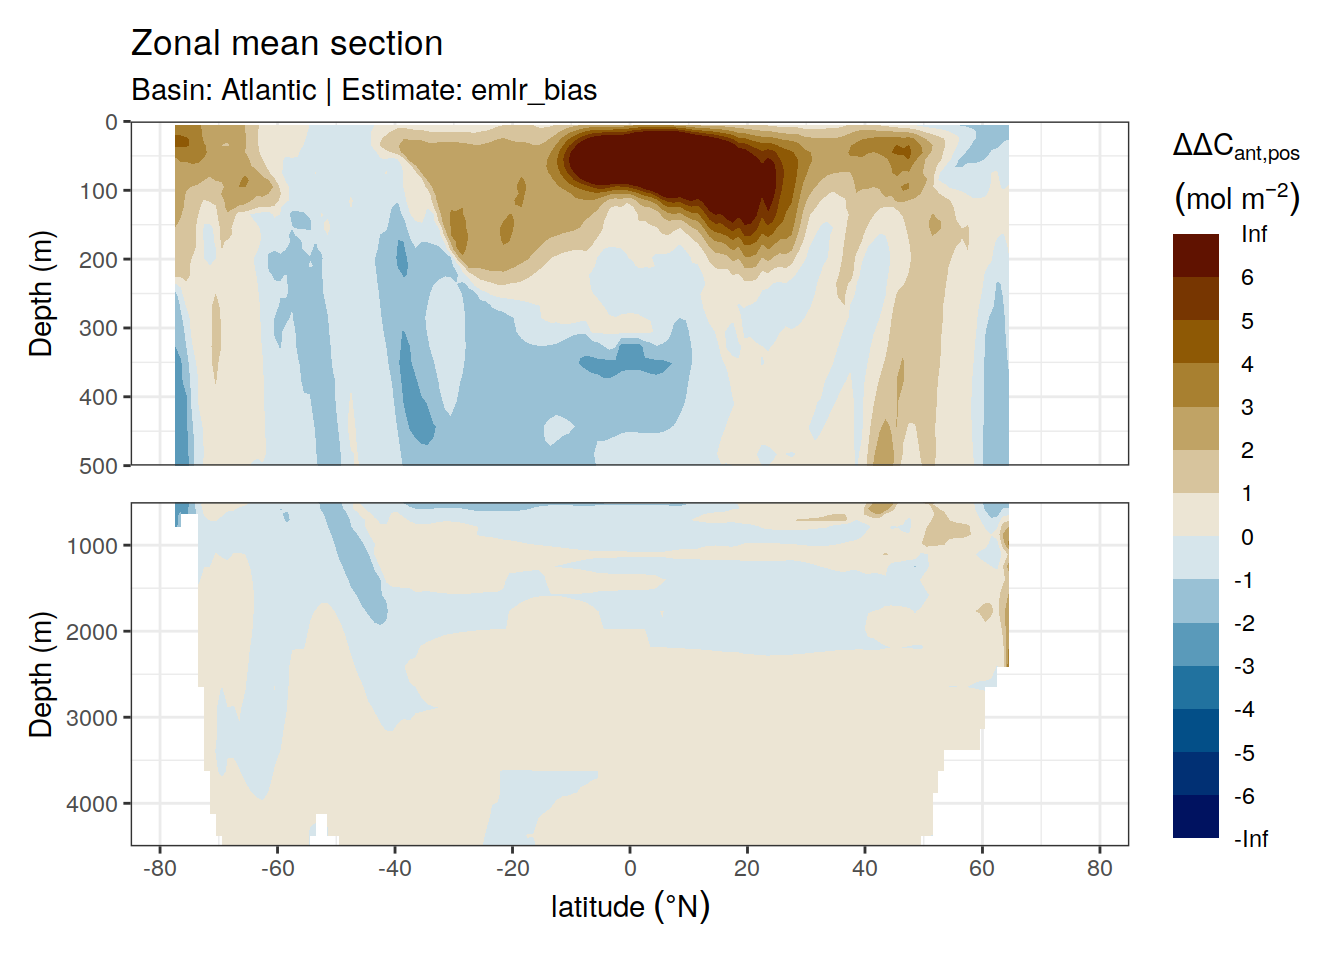 Zonal mean section
Basin: Atlantic | Estimate: emlr_bias
0
100
200
300
400
500
Depth (m)
1000
2000
3000
4000
Depth (m)
-80 -60 -40 -20 0 20 40 60 80
latitude (°N)
ΔΔC ant,pos
(mol m⁻²)
Inf
6
5
4
3
2
1
0
-1
-2
-3
-4
-5
-6
-Inf